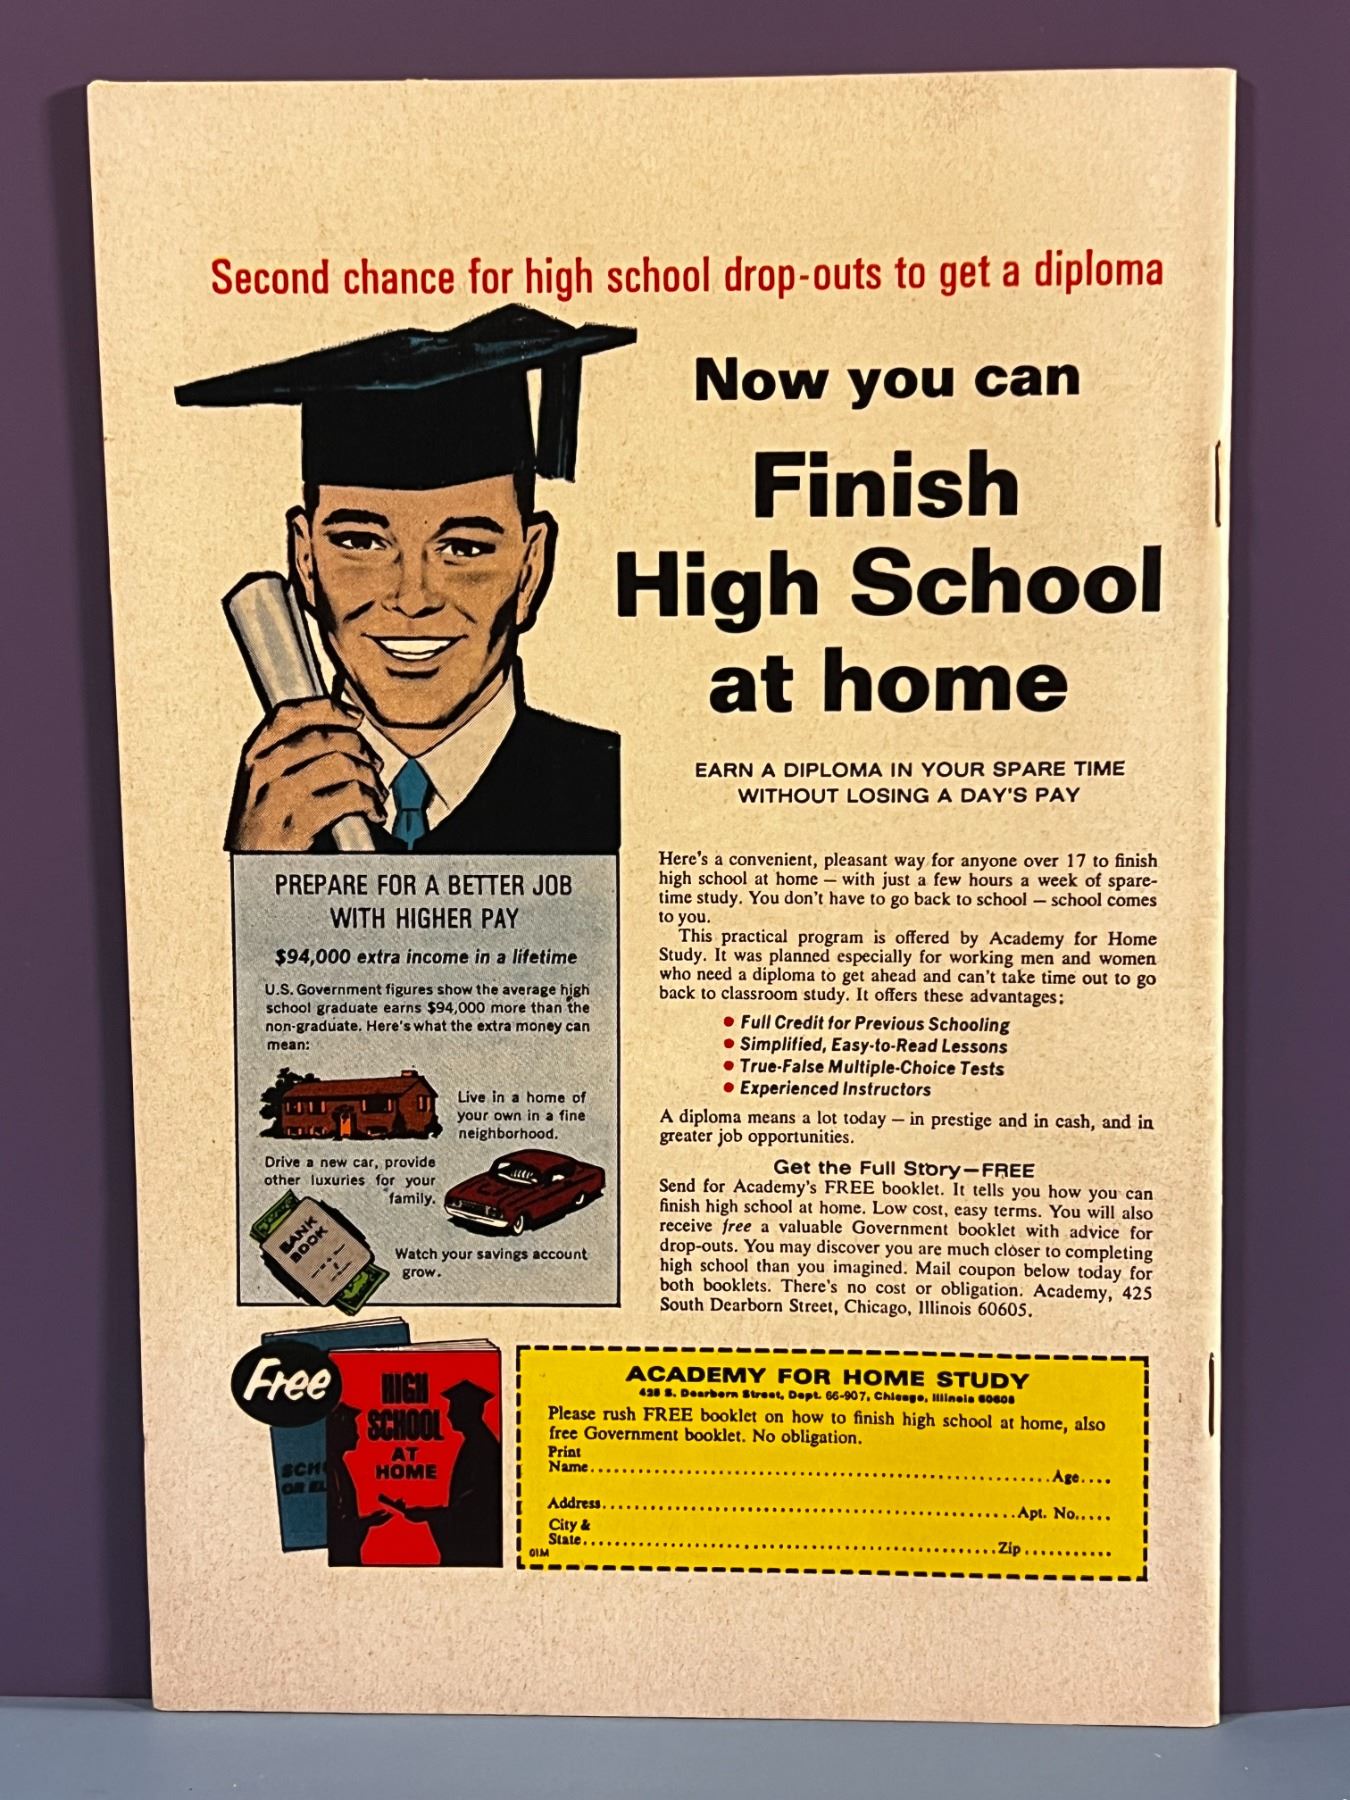 Second chance for high school drop-outs to get a diploma
Now you can
Finish
High School
at home
EARN A DIPLOMA IN YOUR SPARE TIME
WITHOUT LOSING A DAY'S PAY
Here's a convenient, pleasant way for anyone over 17 to finish
high school at home — with just a few hours a week of spare-
time study. You don't have to go back to school — school comes
to you.
This practical program is offered by Academy for Home
Study. It was planned especially for working men and women
who need a diploma to get ahead and can't take time out to go
back to classroom study. It offers these advantages:
• Full Credit for Previous Schooling
• Simplified, Easy-to-Read Lessons
• True-False Multiple-Choice Tests
• Experienced Instructors
A diploma means a lot today — in prestige and in cash, and in
greater job opportunities.
Get the Full Story—FREE
Send for Academy's FREE booklet. It tells you how you can
finish high school at home. Low cost, easy terms. You will also
receive free a valuable Government booklet with advice for
drop-outs. You may discover you are much closer to completing
high school than you imagined. Mail coupon below today for
both booklets. There's no cost or obligation. Academy, 425
South Dearborn Street, Chicago, Illinois 60605.
PREPARE FOR A BETTER JOB
WITH HIGHER PAY
$94,000 extra income in a lifetime
U.S. Government figures show the average high
school graduate earns $94,000 more than the
non-graduate. Here's what the extra money can
mean:
Live in a home of
your own in a fine
neighborhood.
Drive a new car, provide
other luxuries for your
family.
BANK
BOOK
Watch your savings account
grow.
Free
HIGH
SCHOOL
AT
HOME
SCH
OR EL
ACADEMY FOR HOME STUDY
425 S. Dearborn Street, Dept. 66-907, Chicago, Illinois 60605
Please rush FREE booklet on how to finish high school at home, also
free Government booklet. No obligation.
Print
Name.....Age....
Address.....Apt. No.....
City &
State.....Zip.....
01M